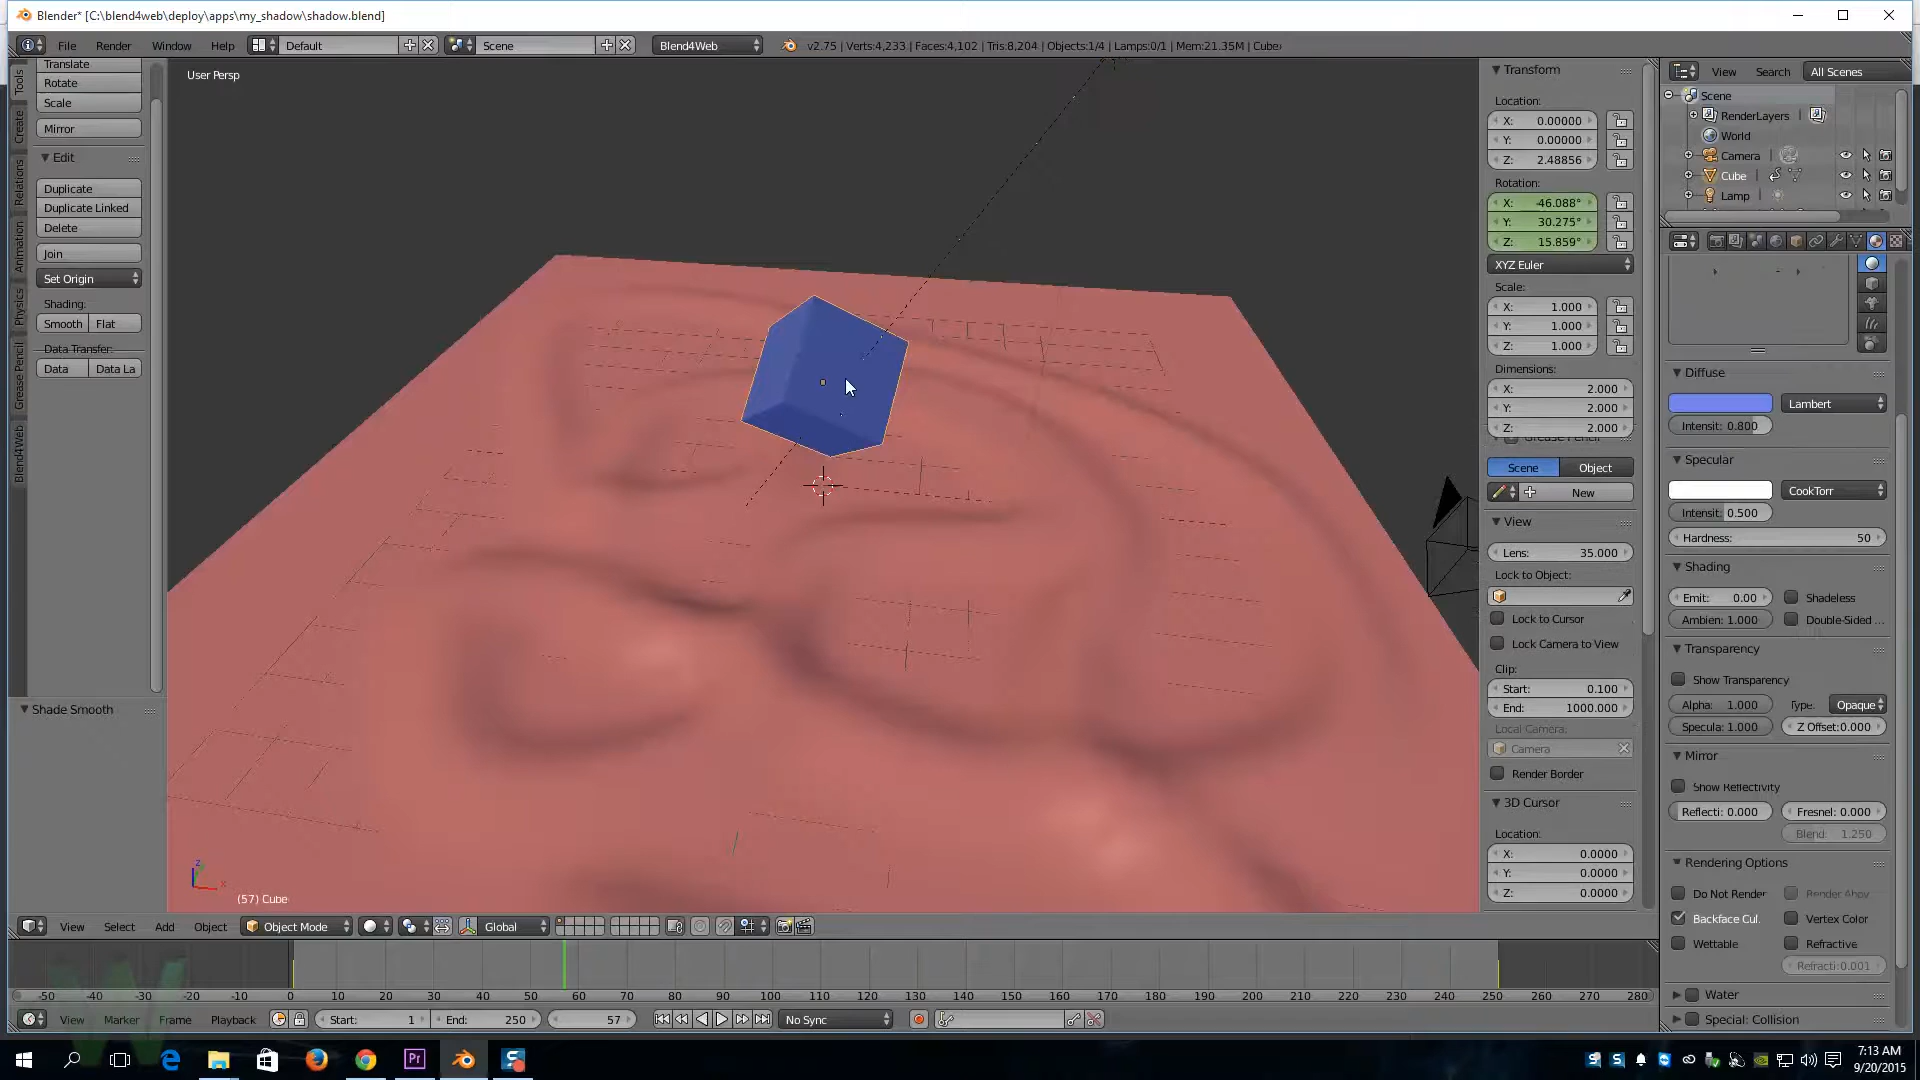 Blender* [C:\blend4web\deploy\apps\my_shadow\shadow.blend]
File Render Window Help Default Scene Blend4Web v2.75 | Verts:4,233 | Faces:4,102 | Tris:8,204 | Objects:1/4 | Lamps:0/1 | Mem:21.35M | Cube
User Persp
Tools
Create
Relations
Animation
Physics
Grease Pencil
Blend4Web
Translate
Rotate
Scale
Mirror
Edit
Duplicate
Duplicate Linked
Delete
Join
Set Origin
Shading:
Smooth Flat
Data Transfer:
Data Data La
Shade Smooth
z
x
(57) Cube
Transform
Location:
X: 0.00000
Y: 0.00000
Z: 2.48856
Rotation:
X: -46.088°
Y: 30.275°
Z: 15.859°
XYZ Euler
Scale:
X: 1.000
Y: 1.000
Z: 1.000
Dimensions:
X: 2.000
Y: 2.000
Z: 2.000
Grease Pencil
Scene Object
New
View
Lens: 35.000
Lock to Object:
Lock to Cursor
Lock Camera to View
Clip:
Start: 0.100
End: 1000.000
Local Camera:
Camera
Render Border
3D Cursor
Location:
X: 0.0000
Y: 0.0000
Z: 0.0000
View Search All Scenes
Scene
RenderLayers
World
Camera
Cube
Lamp
Diffuse
Lambert
Intensit: 0.800
Specular
CookTorr
Intensit: 0.500
Hardness: 50
Shading
Emit: 0.00 Shadeless
Ambien: 1.000 Double-Sided ...
Transparency
Show Transparency
Alpha: 1.000 Type: Opaque
Specula: 1.000 Z Offset:0.000
Mirror
Show Reflectivity
Reflecti: 0.000 Fresnel: 0.000
Blend: 1.250
Rendering Options
Do Not Render Render Abov
Backface Cul. Vertex Color
Wettable Refractive
Refracti:0.001
Water
Special: Collision
View Select Add Object Object Mode Global
-50 -40 -30 -20 -10 0 10 20 30 40 50 60 70 80 90 100 110 120 130 140 150 160 170 180 190 200 210 220 230 240 250 260 270 280
View Marker Frame Playback Start: 1 End: 250 57 No Sync
Pr
7:13 AM
9/20/2015